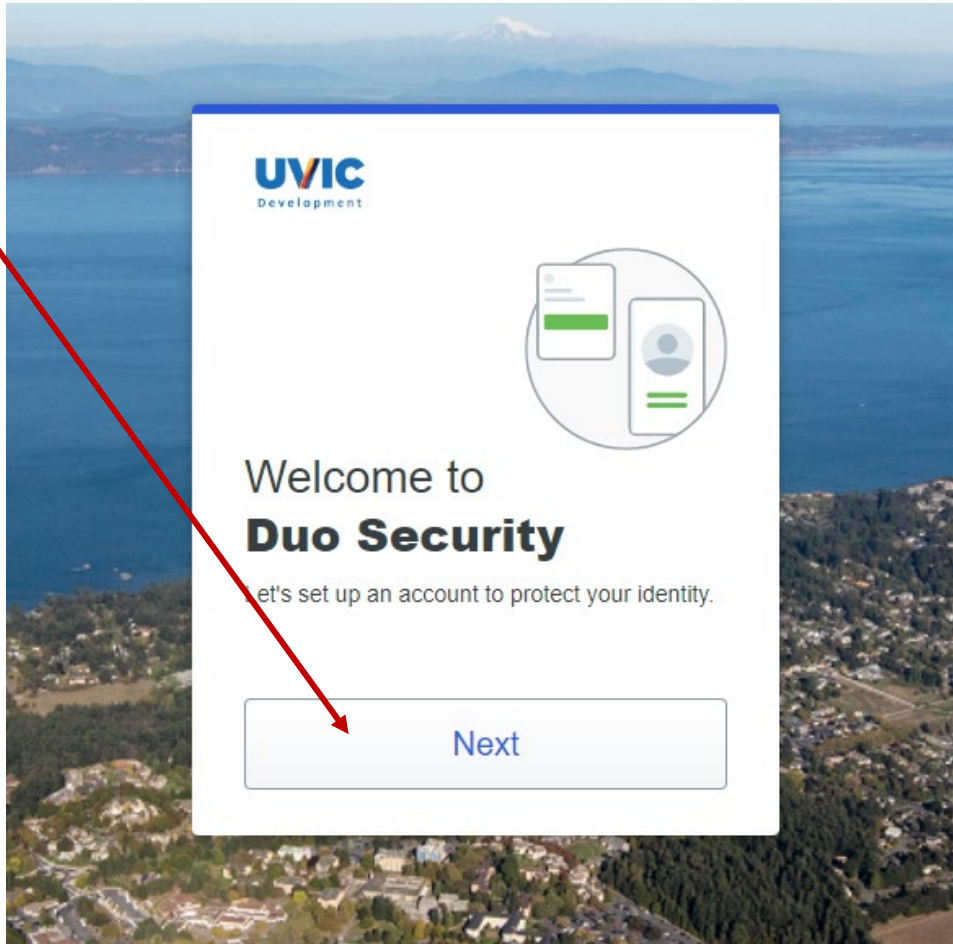 UVIC
Development
Welcome to
Duo Security
Let's set up an account to protect your identity.
Next